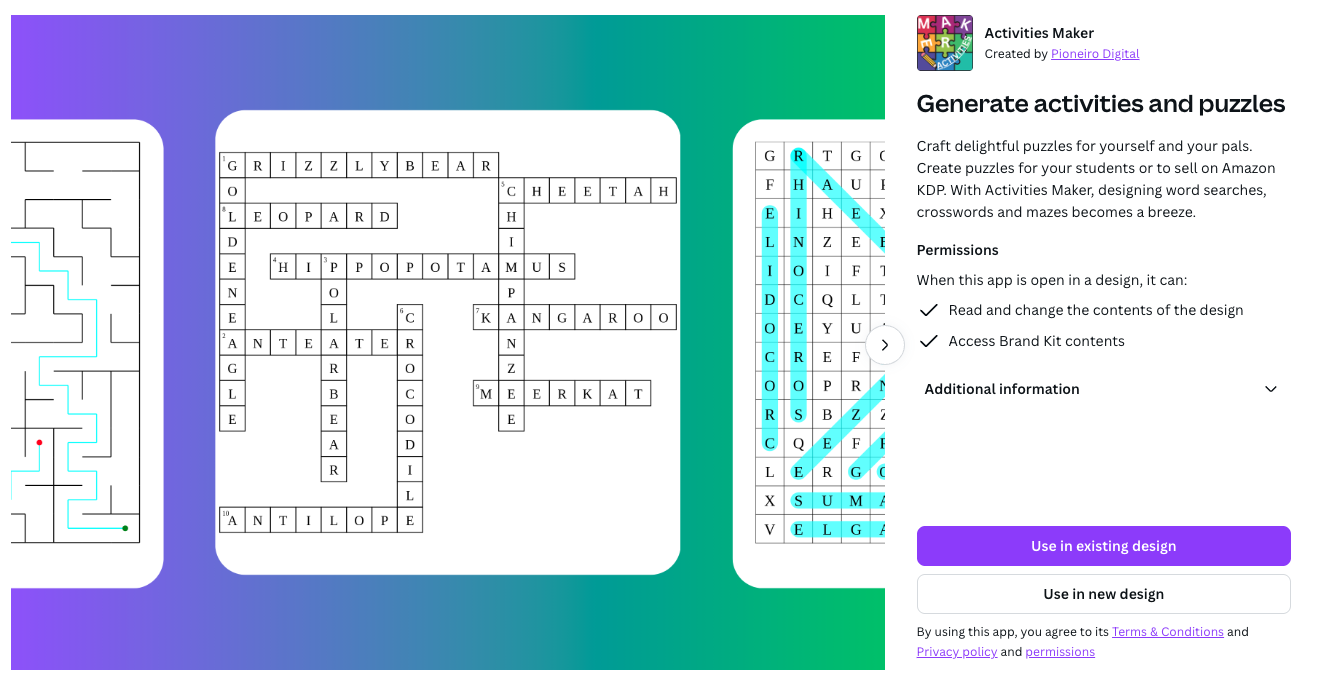 1 G R I Z Z L Y B E A R
O 5 C H E E T A H
8 L E O P A R D H
D I
E 4 H I 3 P P O P O T A M U S
N O P
E L 6 C 7 K A N G A R O O
2 A N T E A T E R N
G R O Z
L B C 9 M E E R K A T
E E O E
A D
R I
L
10 A N T I L O P E
G R T G
F H A U
E I H E
L N Z E
I O I F
D C Q L
O E Y U
C R E F
O O P R
R S B Z
C Q E F
L E R G
X S U M
V E L G
MAK
ER
ACTIVITIES
Activities Maker
Created by Pioneiro Digital
Generate activities and puzzles
Craft delightful puzzles for yourself and your pals.
Create puzzles for your students or to sell on Amazon
KDP. With Activities Maker, designing word searches,
crosswords and mazes becomes a breeze.
Permissions
When this app is open in a design, it can:
Read and change the contents of the design
Access Brand Kit contents
Additional information
Use in existing design
Use in new design
By using this app, you agree to its Terms & Conditions and
Privacy policy and permissions